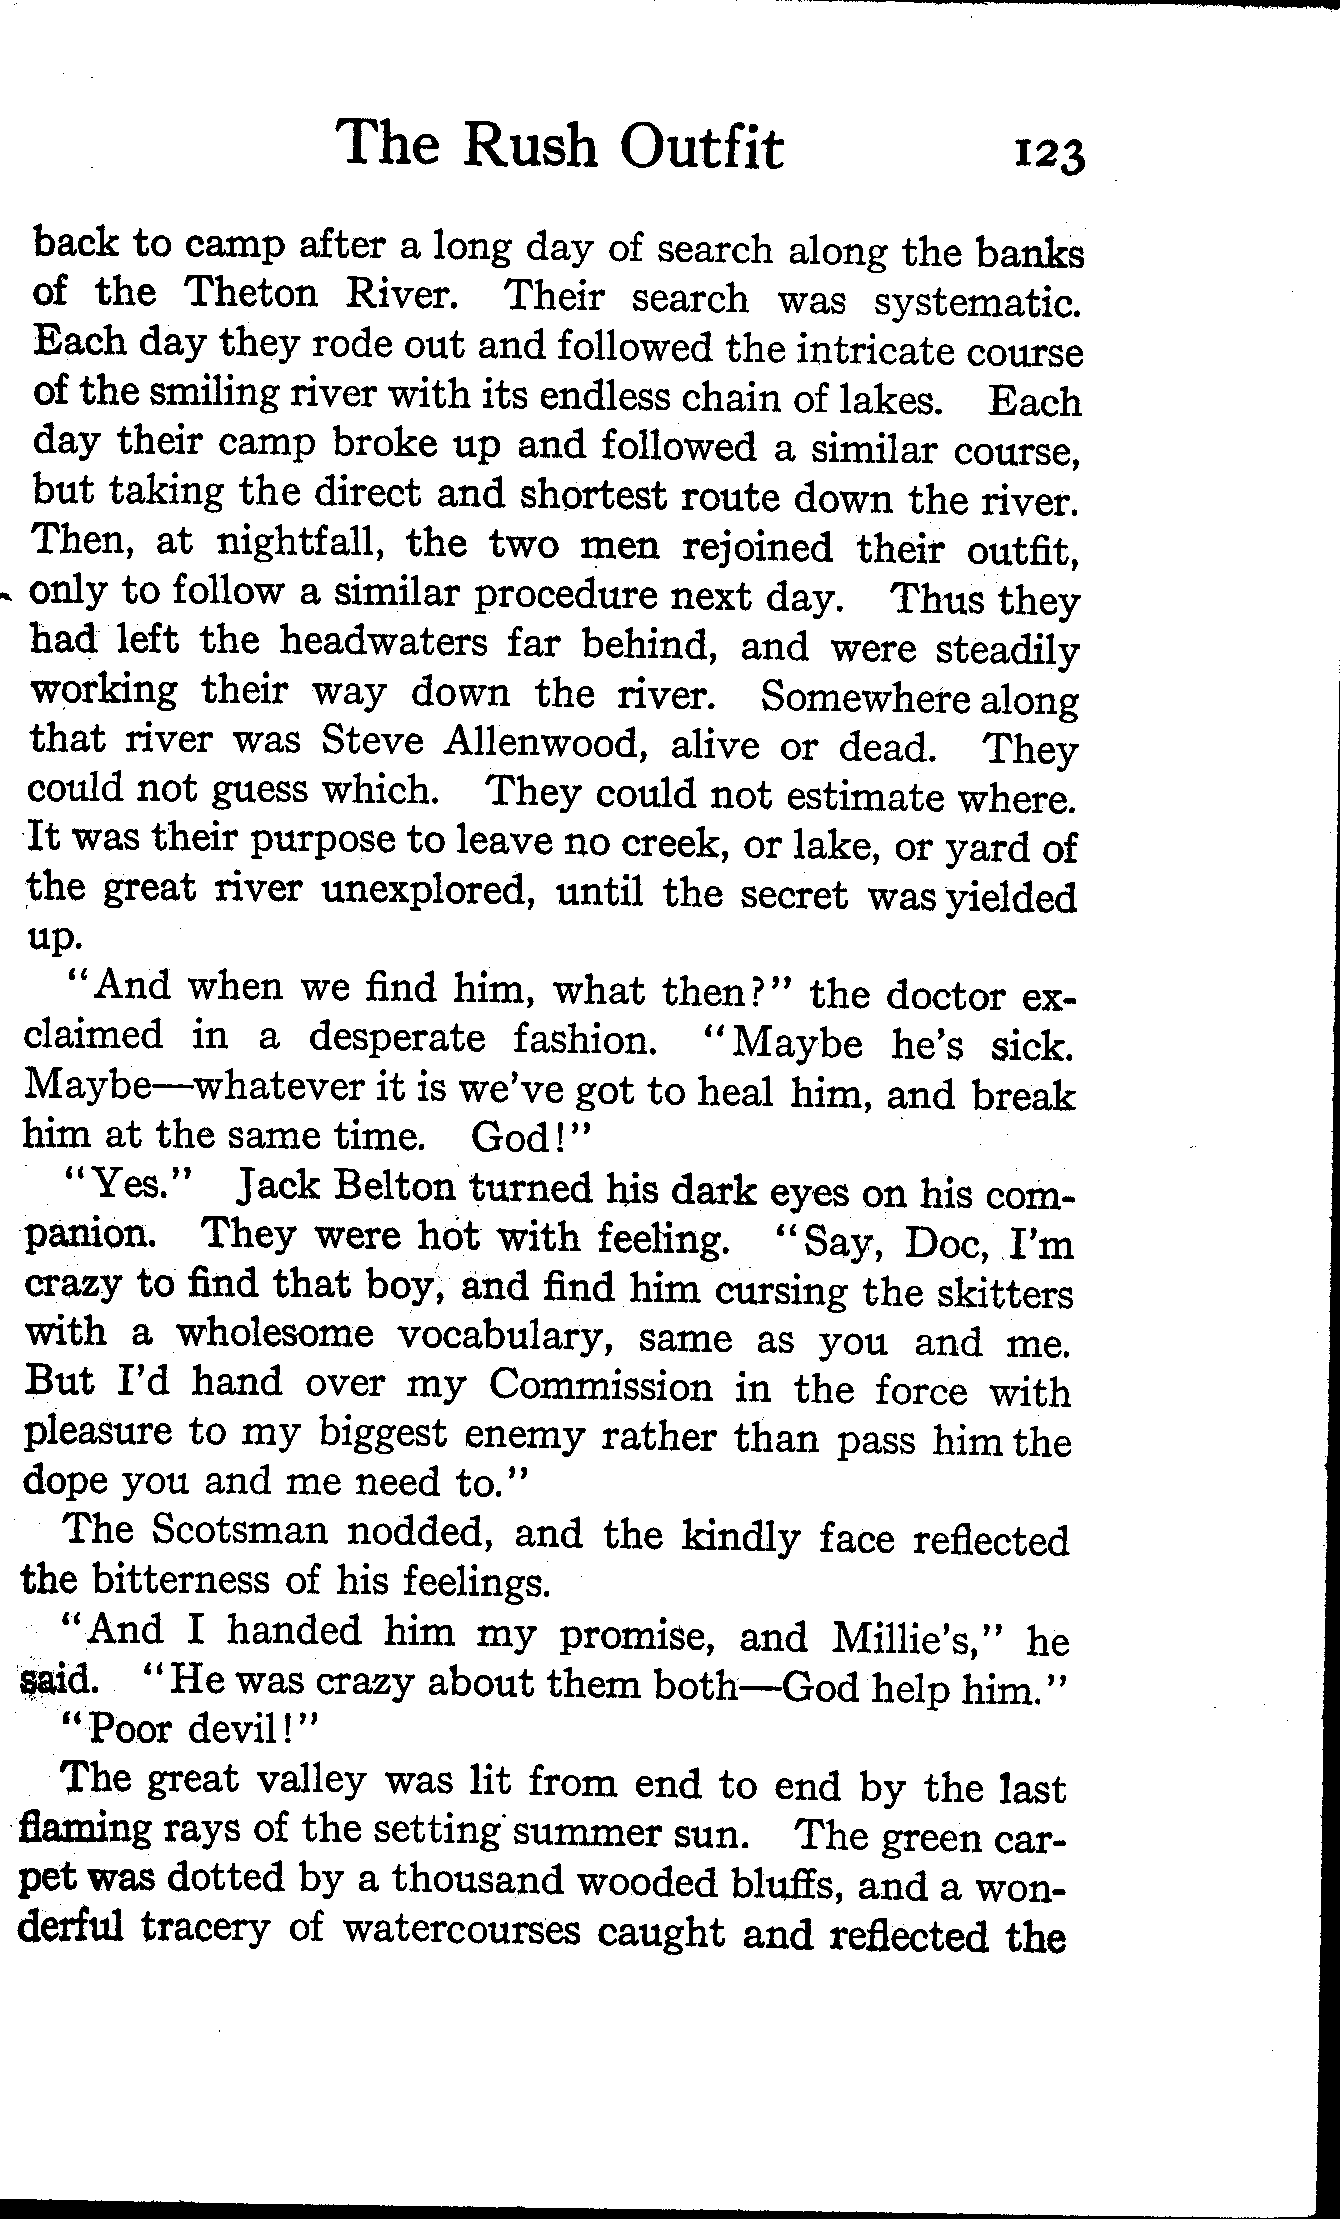 The Rush Outfit 123
back to camp after a long day of search along the banks
of the Theton River. Their search was systematic.
Each day they rode out and followed the intricate course
of the smiling river with its endless chain of lakes. Each
day their camp broke up and followed a similar course,
but taking the direct and shortest route down the river.
Then, at nightfall, the two men rejoined their outfit,
only to follow a similar procedure next day. Thus they
had left the headwaters far behind, and were steadily
working their way down the river. Somewhere along
that river was Steve Allenwood, alive or dead. They
could not guess which. They could not estimate where.
It was their purpose to leave no creek, or lake, or yard of
the great river unexplored, until the secret was yielded
up.
"And when we find him, what then?" the doctor ex-
claimed in a desperate fashion. "Maybe he's sick.
Maybe—whatever it is we've got to heal him, and break
him at the same time. God!"
"Yes." Jack Belton turned his dark eyes on his com-
panion. They were hot with feeling. "Say, Doc, I'm
crazy to find that boy, and find him cursing the skitters
with a wholesome vocabulary, same as you and me.
But I'd hand over my Commission in the force with
pleasure to my biggest enemy rather than pass him the
dope you and me need to."
The Scotsman nodded, and the kindly face reflected
the bitterness of his feelings.
"And I handed him my promise, and Millie's," he
said. "He was crazy about them both—God help him."
"Poor devil!"
The great valley was lit from end to end by the last
flaming rays of the setting summer sun. The green car-
pet was dotted by a thousand wooded bluffs, and a won-
derful tracery of watercourses caught and reflected the